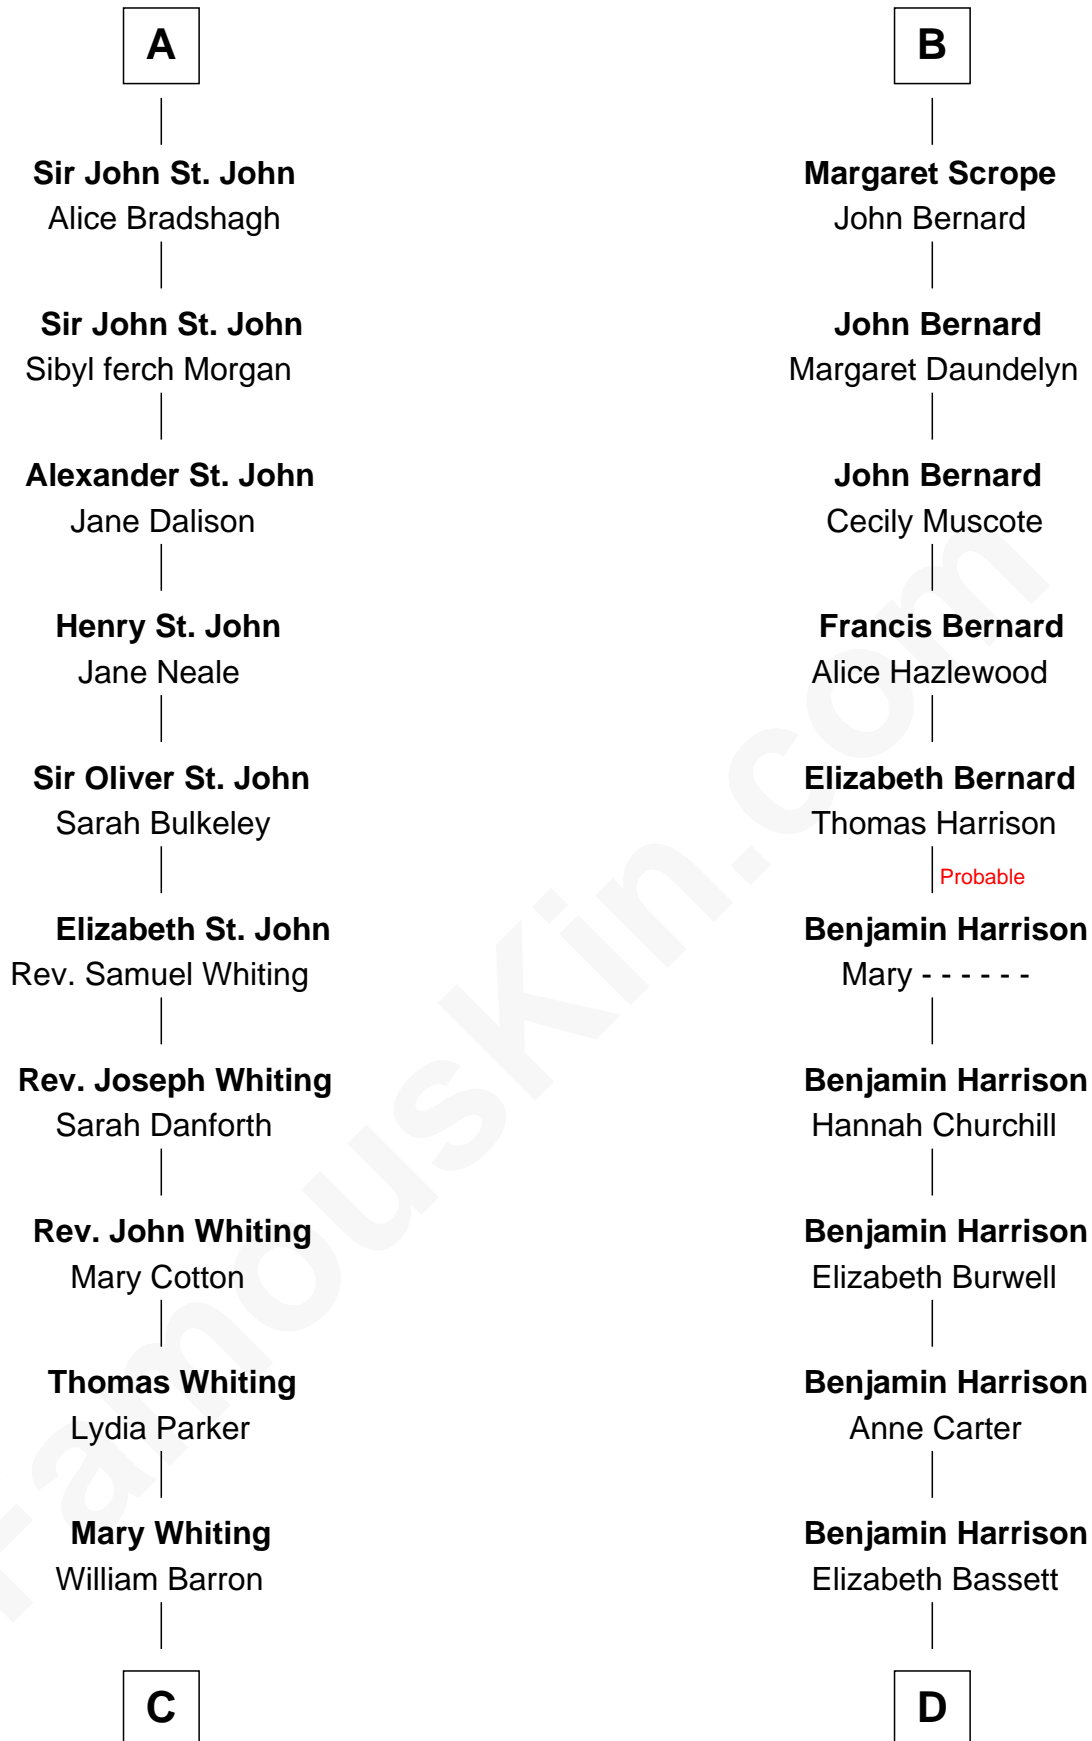 A
Sir John St. John
Alice Bradshagh
Sir John St. John
Sibyl ferch Morgan
Alexander St. John
Jane Dalison
Henry St. John
Jane Neale
Sir Oliver St. John
Sarah Bulkeley
Elizabeth St. John
Rev. Samuel Whiting
Rev. Joseph Whiting
Sarah Danforth
Rev. John Whiting
Mary Cotton
Thomas Whiting
Lydia Parker
Mary Whiting
William Barron
C
B
Margaret Scrope
John Bernard
John Bernard
Margaret Daundelyn
John Bernard
Cecily Muscote
Francis Bernard
Alice Hazlewood
Elizabeth Bernard
Thomas Harrison
Probable
Benjamin Harrison
Mary - - - - - -
Benjamin Harrison
Hannah Churchill
Benjamin Harrison
Elizabeth Burwell
Benjamin Harrison
Anne Carter
Benjamin Harrison
Elizabeth Bassett
D
FamousKin.com